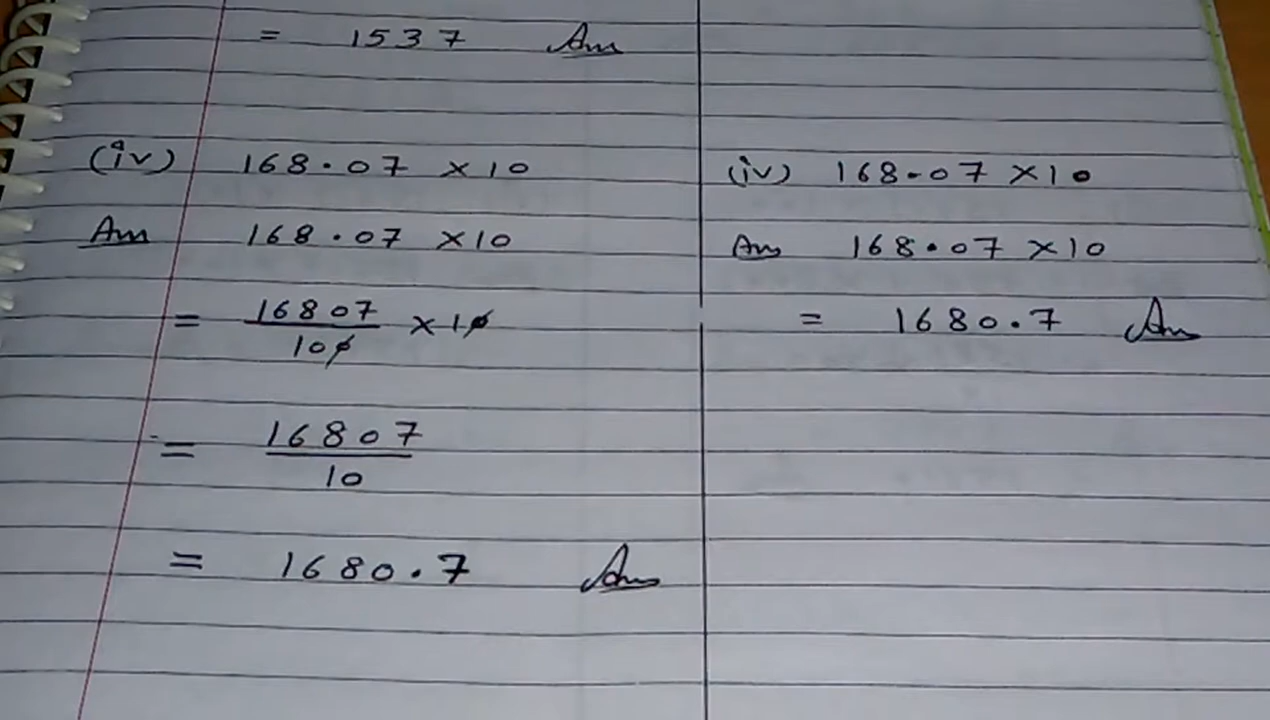 = 1537 Ans
(iv) 168.07 × 10
Ans 168.07 × 10
= 16807/100 × 10
= 16807/10
= 1680.7 Ans
(iv) 168.07 × 10
Ans 168.07 × 10
= 1680.7 Ans